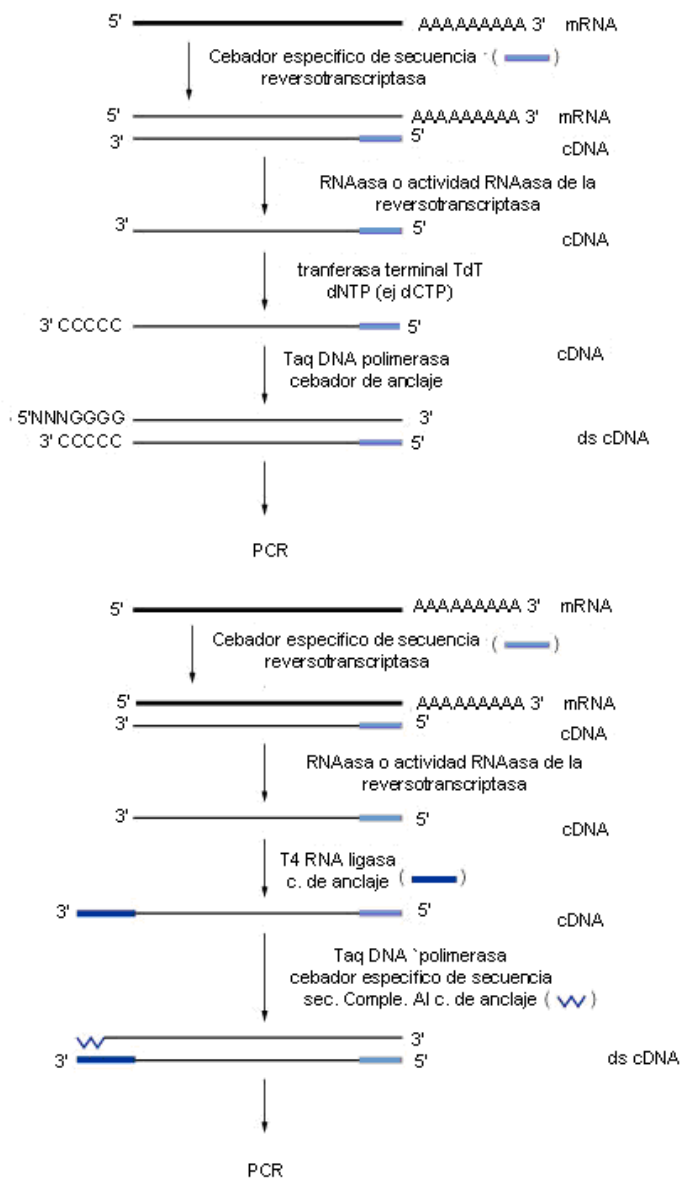 5' AAAAAAAAA 3' mRNA
Cebador especifico de secuencia ( )
reversotranscriptasa
5' AAAAAAAAA 3' mRNA
3' 5'
cDNA
RNAasa o actividad RNAasa de la
reversotranscriptasa
3' 5'
cDNA
tranferasa terminal TdT
dNTP (ej dCTP)
3' CCCCC 5'
cDNA
Taq DNA polimerasa
cebador de anclaje
5'NNNGGGG 3'
3' CCCCC 5'
ds cDNA
PCR
5' AAAAAAAAA 3' mRNA
Cebador especifico de secuencia ( )
reversotranscriptasa
5' AAAAAAAAA 3' mRNA
3' 5'
cDNA
RNAasa o actividad RNAasa de la
reversotranscriptasa
3' 5'
cDNA
T4 RNA ligasa
c. de anclaje ( )
3' 5'
cDNA
Taq DNA `polimerasa
cebador especifico de secuencia
sec. Comple. Al c. de anclaje ( )
3'
3' 5'
ds cDNA
PCR